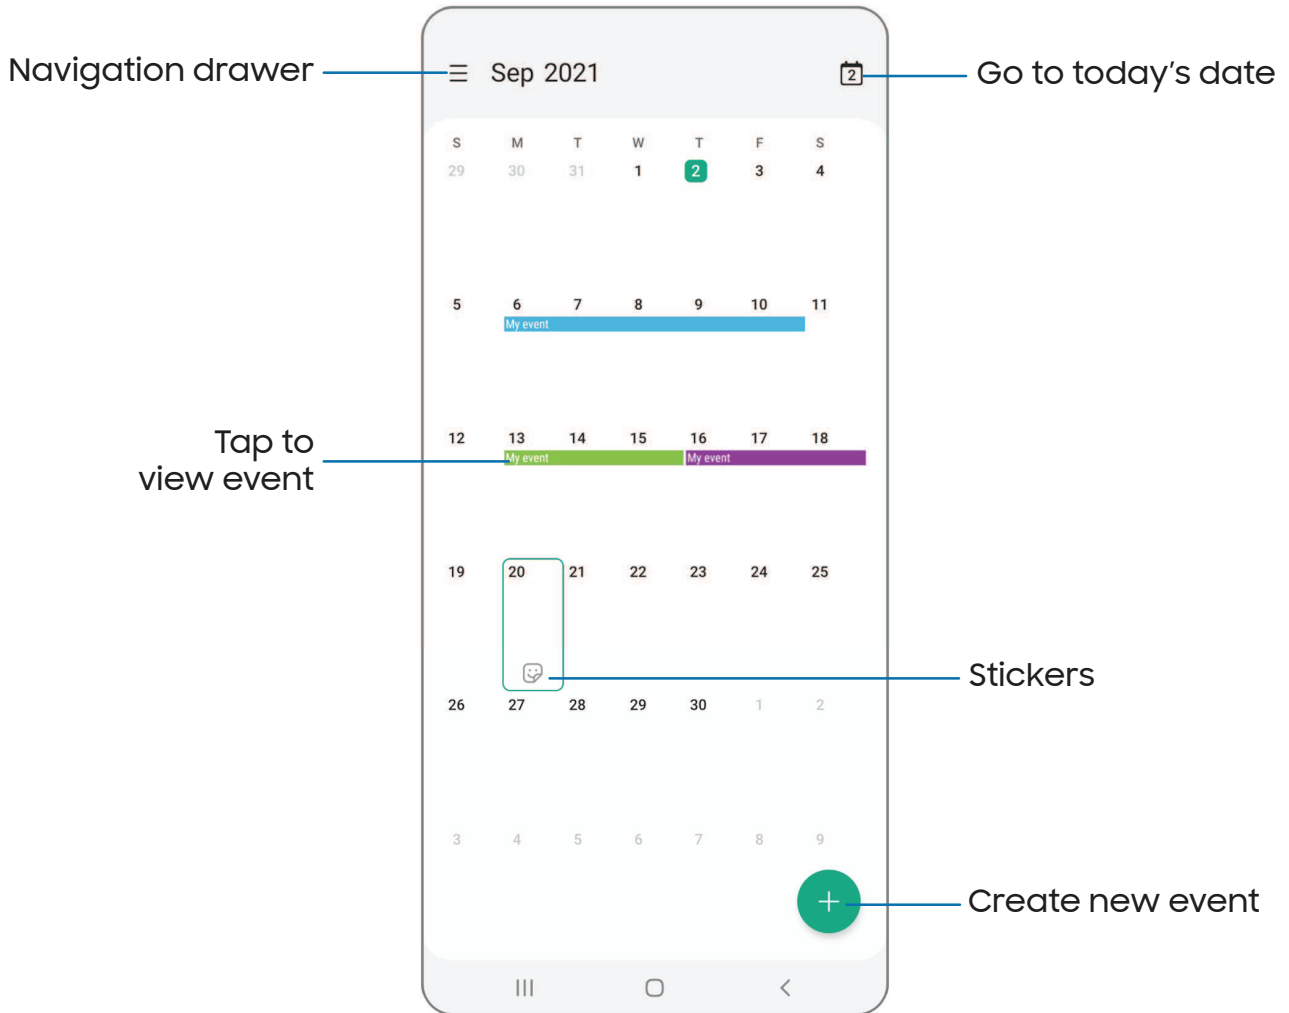 Navigation drawer
Sep 2021
2
Go to today's date
S M T W T F S
29 30 31 1 2 3 4
5 6 7 8 9 10 11
My event
12 13 14 15 16 17 18
Tap to
view event
My event My event
19 20 21 22 23 24 25
Stickers
26 27 28 29 30 1 2
3 4 5 6 7 8 9
Create new event